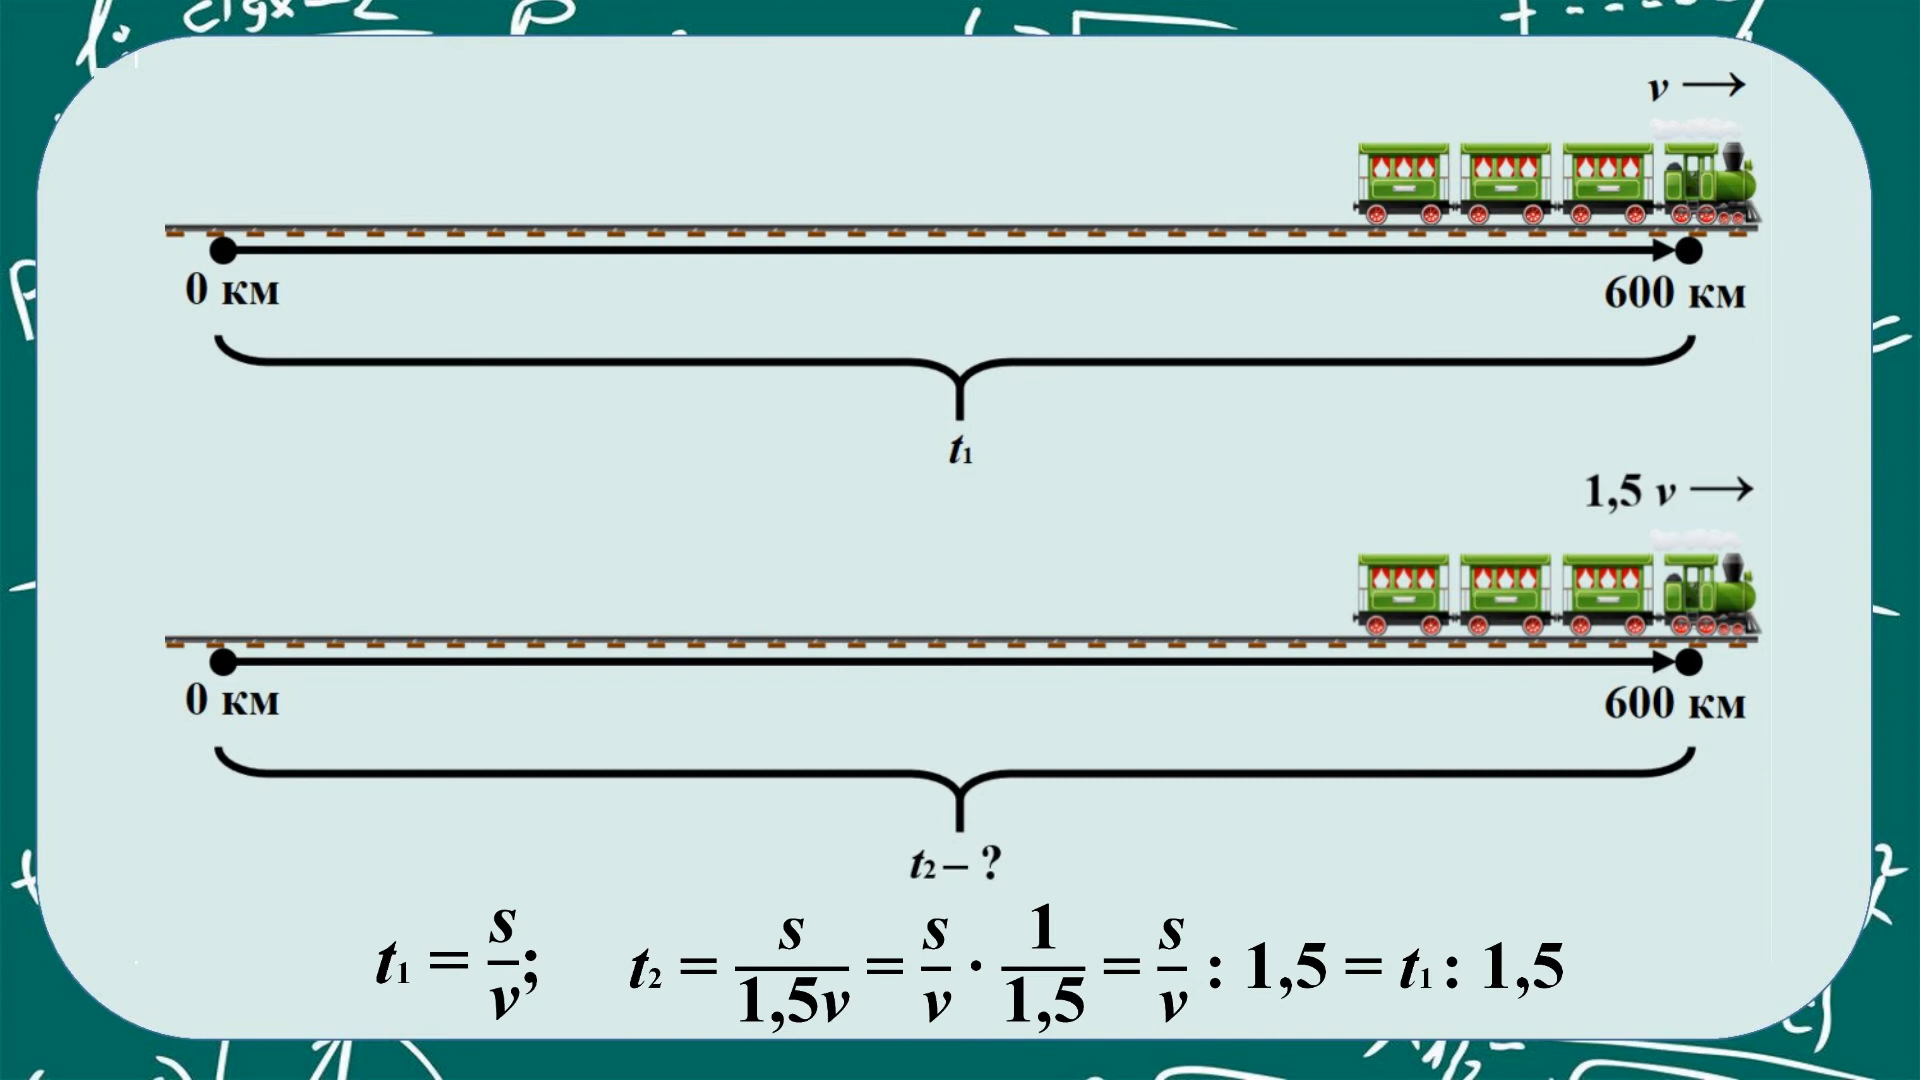 v →
0 км 600 км
t₁
1,5 v →
0 км 600 км
t₂ – ?
t₁ = s/v; t₂ = s/1,5v = s/v · 1/1,5 = s/v : 1,5 = t₁ : 1,5